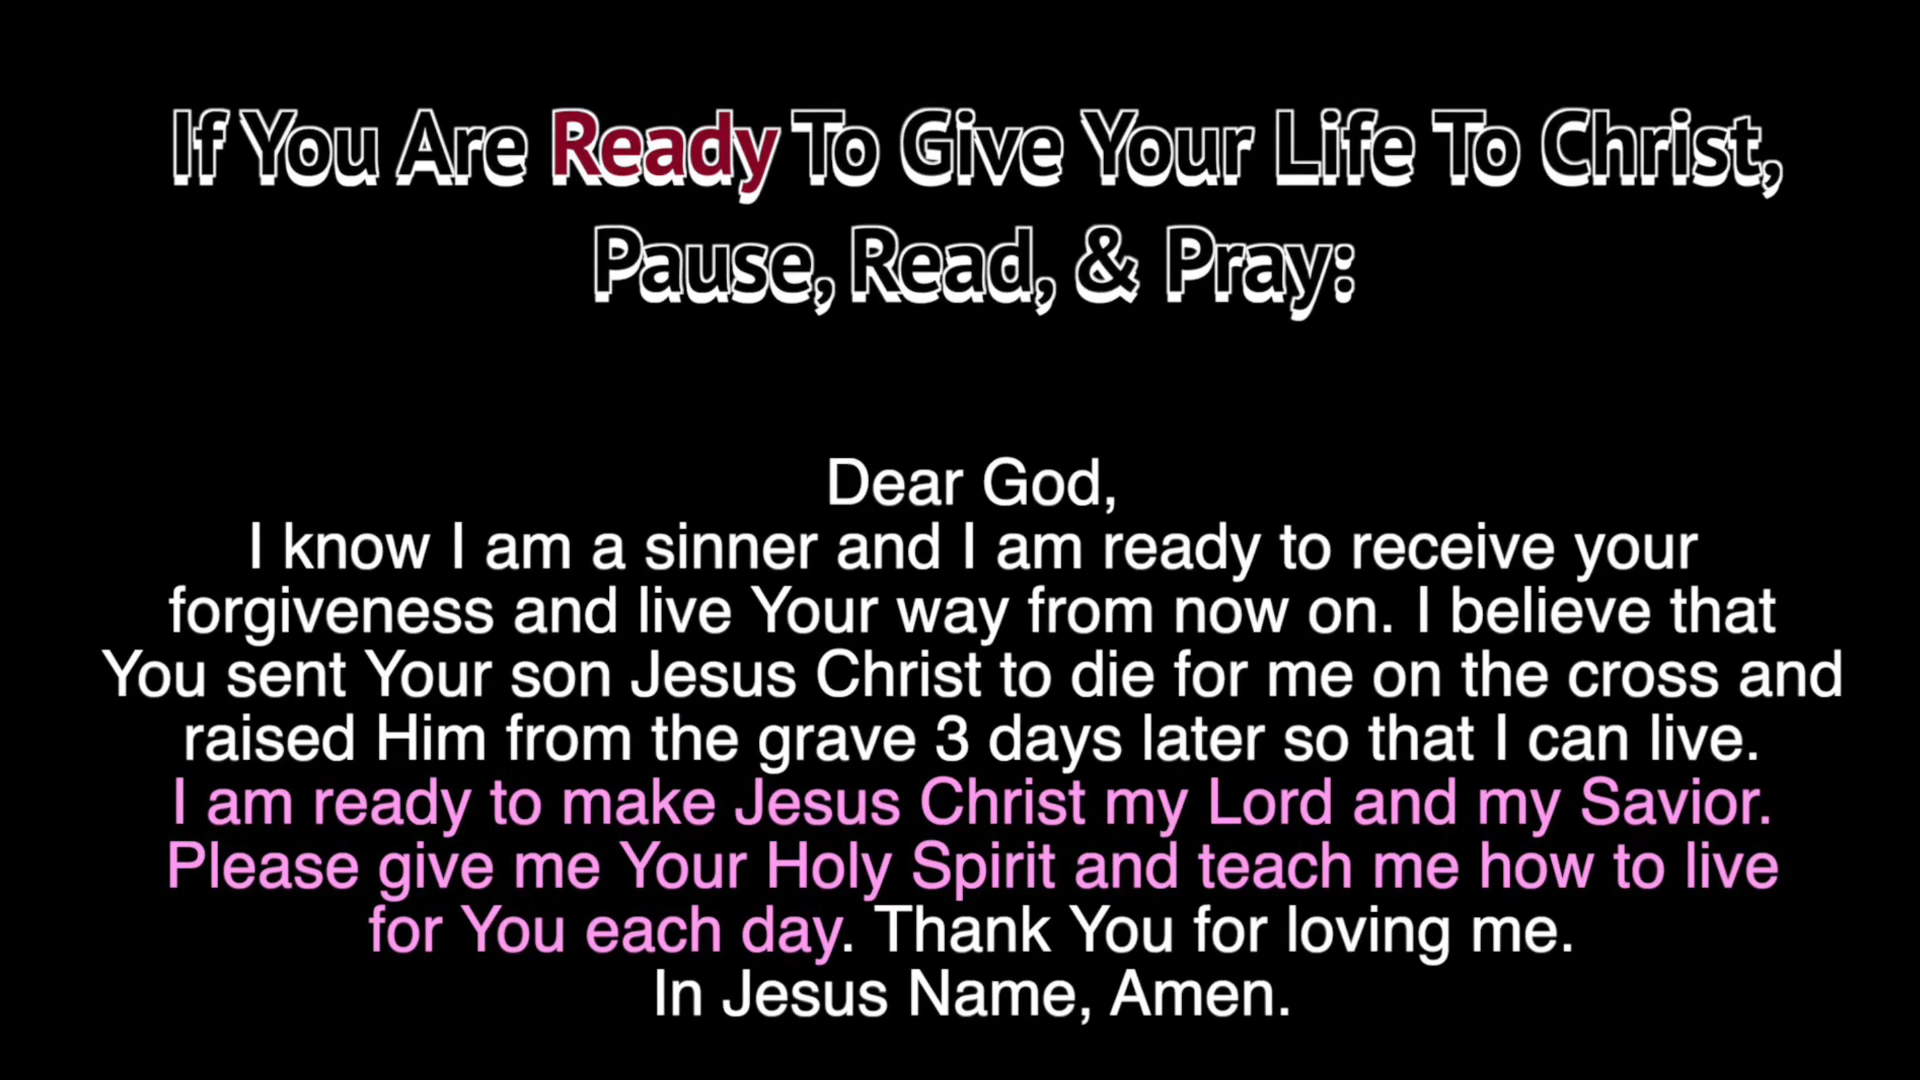 If You Are Ready To Give Your Life To Christ,
Pause, Read, & Pray:
Dear God,
I know I am a sinner and I am ready to receive your
forgiveness and live Your way from now on. I believe that
You sent Your son Jesus Christ to die for me on the cross and
raised Him from the grave 3 days later so that I can live.
I am ready to make Jesus Christ my Lord and my Savior.
Please give me Your Holy Spirit and teach me how to live
for You each day. Thank You for loving me.
In Jesus Name, Amen.